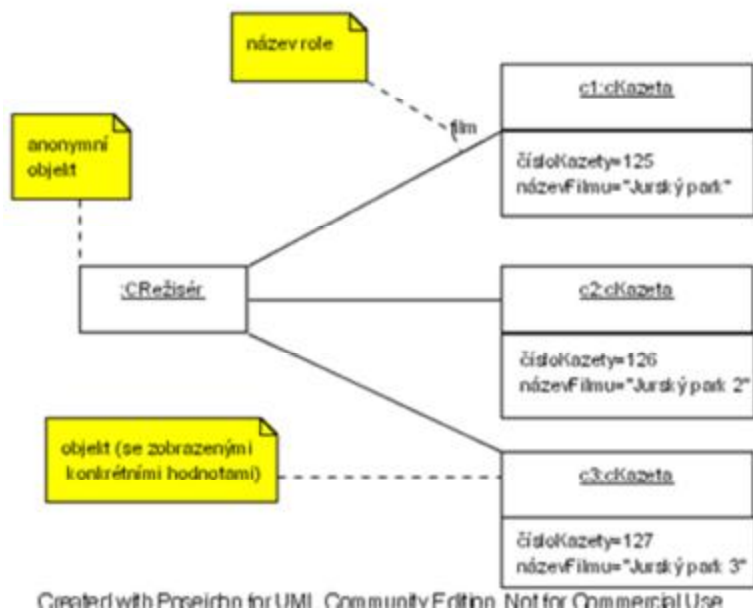 název role
film
c1:cKazeta
čísloKazety=125
názevFilmu="Jurský park"
anonymní
objekt
:CRežisér
c2:cKazeta
čísloKazety=126
názevFilmu="Jurský park 2"
objekt (se zobrazenými
konkrétními hodnotami)
c3:cKazeta
čísloKazety=127
názevFilmu="Jurský park 3"
Created with Poseidon for UML Community Edition. Not for Commercial Use.